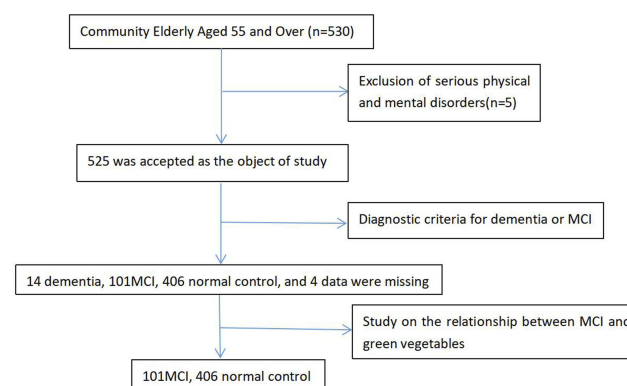 Community Elderly Aged 55 and Over (n=530)
Exclusion of serious physical
and mental disorders(n=5)
525 was accepted as the object of study
Diagnostic criteria for dementia or MCI
14 dementia, 101MCI, 406 normal control, and 4 data were missing
Study on the relationship between MCI and
green vegetables
101MCI, 406 normal control